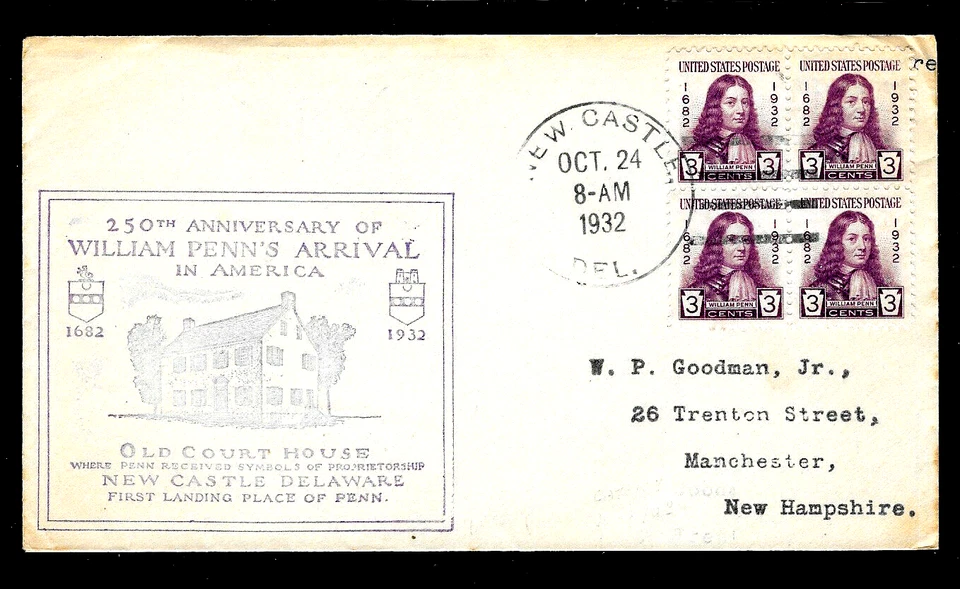 250TH ANNIVERSARY OF
WILLIAM PENN'S ARRIVAL
IN AMERICA
1682 1932
OLD COURT HOUSE
WHERE PENN RECEIVED SYMBOLS OF PROPRIETORSHIP
NEW CASTLE DELAWARE
FIRST LANDING PLACE OF PENN.
NEW CASTLE
OCT. 24
8-AM
1932
DEL.
re
UNITED STATES POSTAGE
1682 1932
WILLIAM PENN
3 CENTS 3
UNITED STATES POSTAGE
1682 1932
WILLIAM PENN
3 CENTS 3
UNITED STATES POSTAGE
1682 1932
WILLIAM PENN
3 CENTS 3
UNITED STATES POSTAGE
1682 1932
WILLIAM PENN
3 CENTS 3
W. P. Goodman, Jr.,
26 Trenton Street,
Manchester,
New Hampshire.